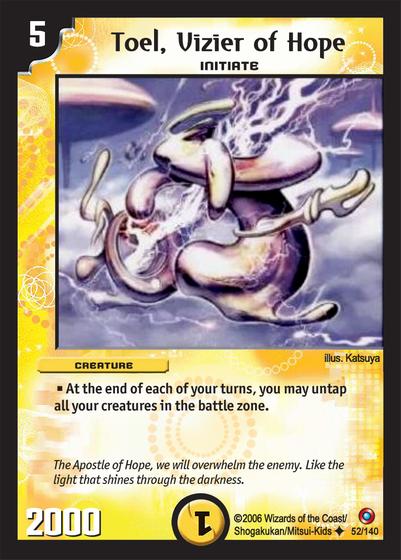 5
Toel, Vizier of Hope
INITIATE
illus. Katsuya
CREATURE
▪ At the end of each of your turns, you may untap
all your creatures in the battle zone.
The Apostle of Hope, we will overwhelm the enemy. Like the
light that shines through the darkness.
2000
1
©2006 Wizards of the Coast/
Shogakukan/Mitsui-Kids ✦ 52/140